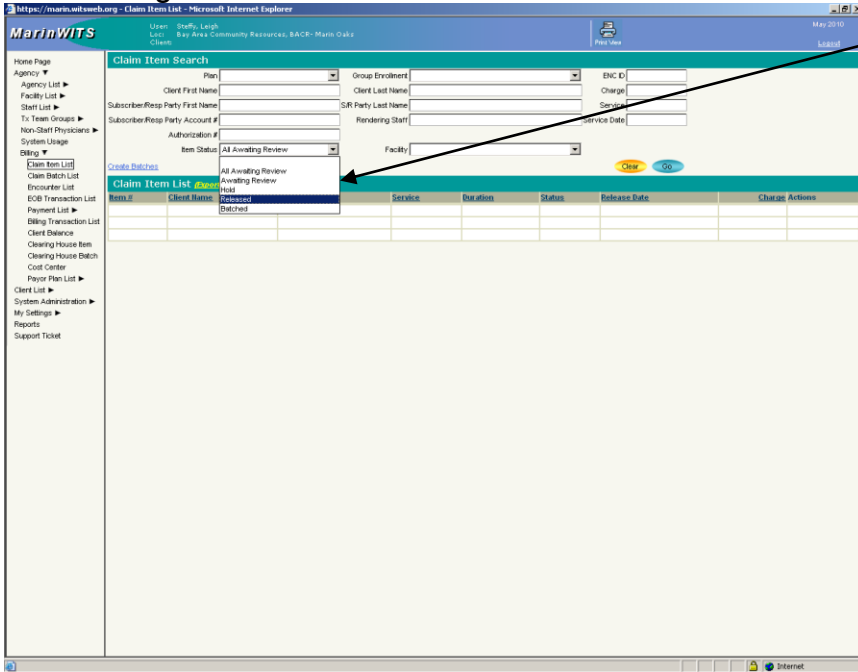 https://marin.witsweb.org - Claim Item List - Microsoft Internet Explorer
MarinWITS
User: Steffy, Leigh
Loc: Bay Area Community Resources, BACR- Marin Oaks
Client:
Print View
May 2010
Logout
Home Page
Agency ▼
Agency List ►
Facility List ►
Staff List ►
Tx Team Groups ►
Non-Staff Physicians ►
System Usage
Billing ▼
Claim Item List
Claim Batch List
Encounter List
EOB Transaction List
Payment List ►
Billing Transaction List
Client Balance
Clearing House Item
Clearing House Batch
Cost Center
Payor Plan List ►
Client List ►
System Administration ►
My Settings ►
Reports
Support Ticket
Claim Item Search
Plan Group Enrollment ENC ID
Client First Name Client Last Name Charge
Subscriber/Resp Party First Name S/R Party Last Name Service
Subscriber/Resp Party Account # Rendering Staff Service Date
Authorization #
Item Status All Awaiting Review Facility
All Awaiting Review
Awaiting Review
Hold
Released
Batched
Create Batches Clear Go
Claim Item List (Export
Item # Client Name Service Duration Status Release Date Charge Actions
Internet